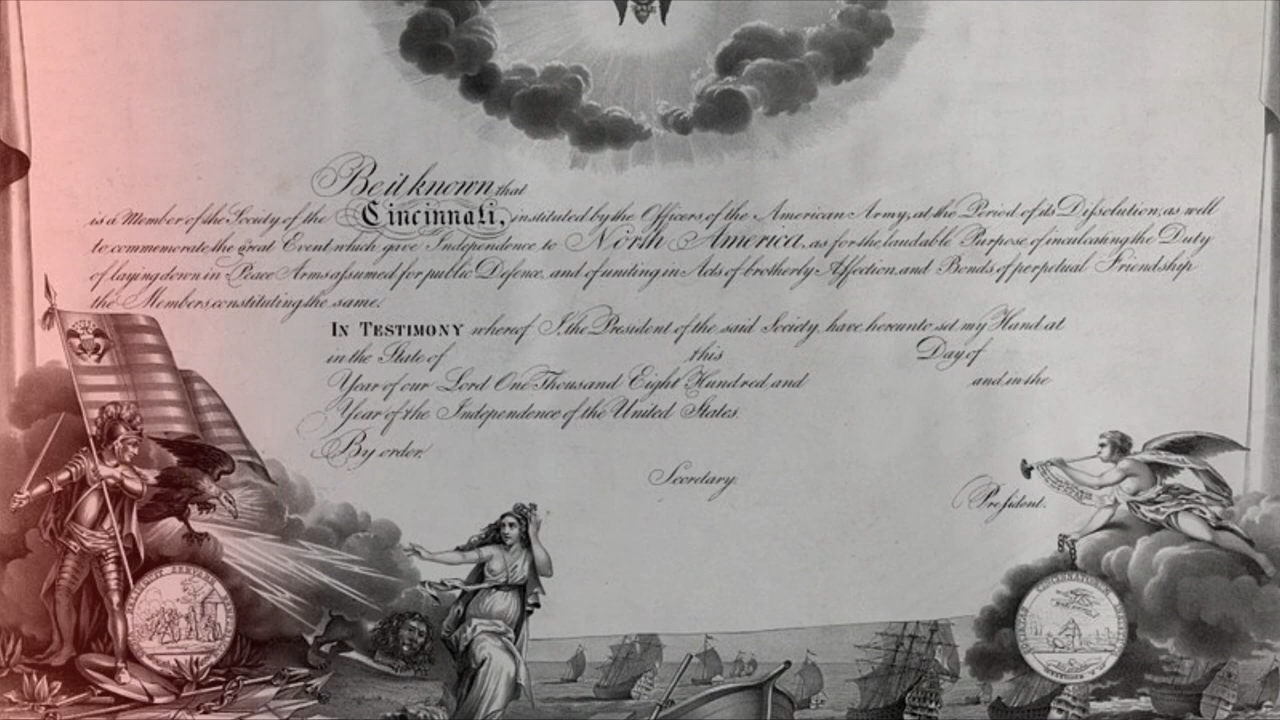 Be it known that
is a Member of the Society of the Cincinnati, instituted by the Officers of the American Army, at the Period of its Dissolution, as well
to commemorate the great Event which gave Independence to North America, as for the laudable Purpose of inculcating the Duty
of laying down in Peace Arms assumed for public Defence, and of uniting in Acts of brotherly Affection and Bonds of perpetual Friendship
the Members constituting the same.
IN TESTIMONY whereof I, the President of the said Society, have hereunto set my Hand at
in the State of this Day of
Year of our Lord One Thousand Eight Hundred and and in the
Year of the Independence of the United States.
By order,
Secretary.
President.